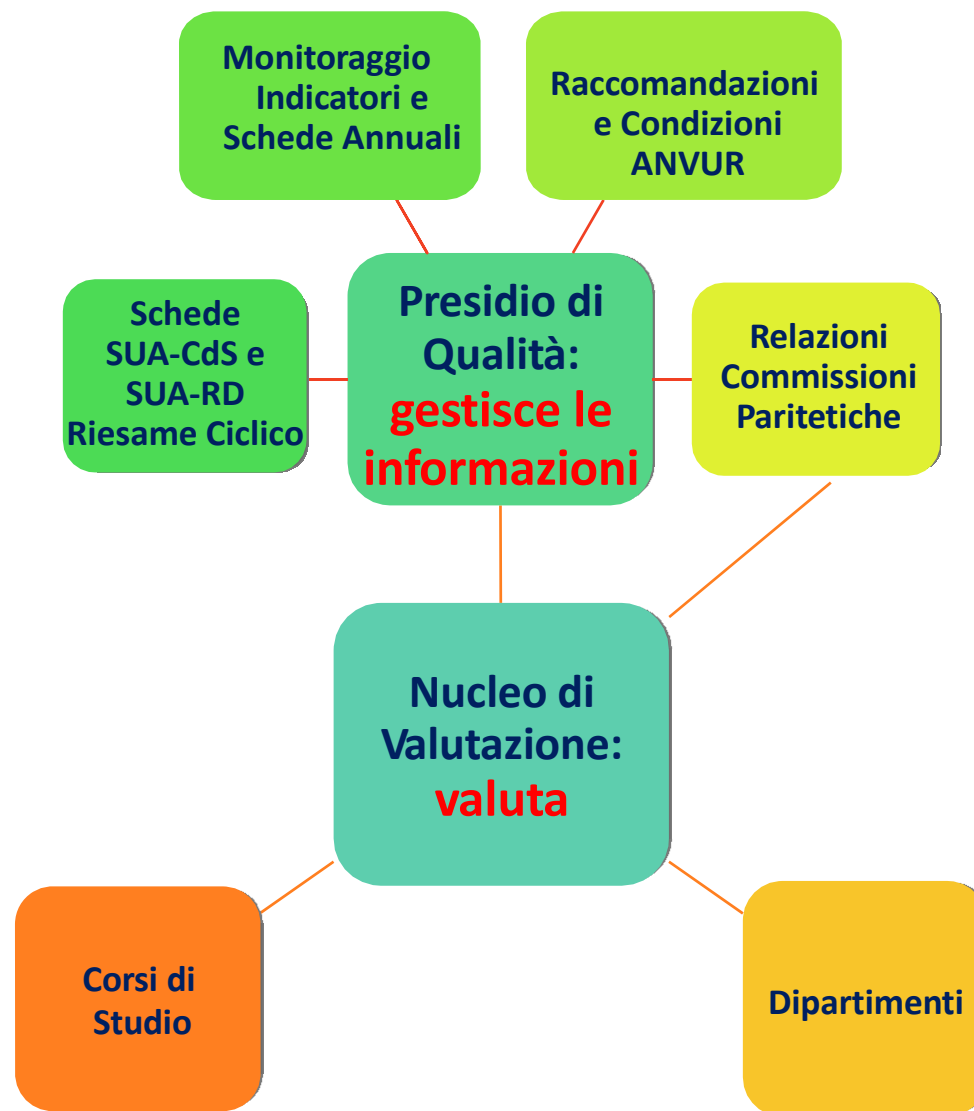 Monitoraggio
Indicatori e
Schede Annuali
Raccomandazioni
e Condizioni
ANVUR
Schede
SUA-CdS e
SUA-RD
Riesame Ciclico
Presidio di
Qualità:
gestisce le
informazioni
Relazioni
Commissioni
Paritetiche
Nucleo di
Valutazione:
valuta
Corsi di
Studio
Dipartimenti